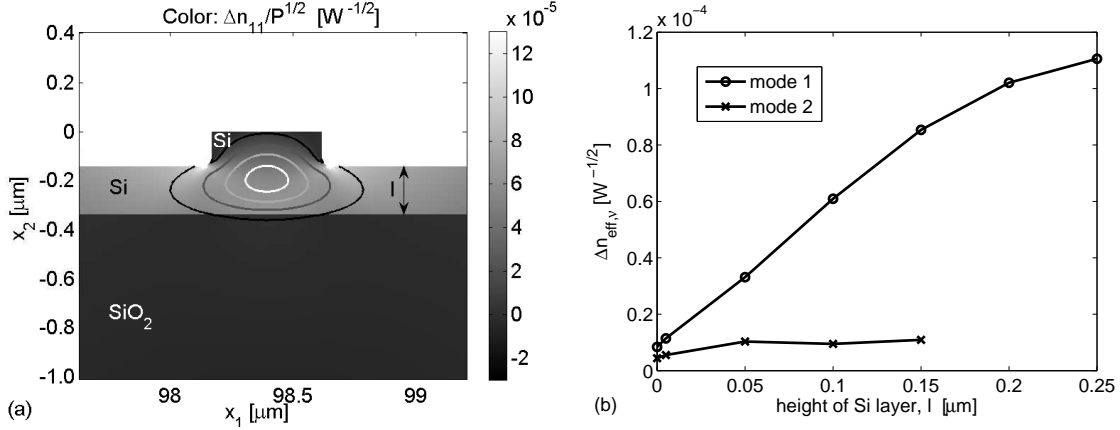 Color: Δn₁₁/P^{1/2} [W^{-1/2}]
x 10⁻⁵
0.4
0.2
0
-0.2
-0.4
-0.6
-0.8
-1.0
x₂ [μm]
Si
Si
l
SiO₂
98
98.5
99
x₁ [μm]
(a)
12
10
8
6
4
2
0
-2
x 10⁻⁴
1.2
1
0.8
0.6
0.4
0.2
0
Δn_{eff,ν} [W^{-1/2}]
mode 1
mode 2
0
0.05
0.1
0.15
0.2
0.25
height of Si layer, l [μm]
(b)